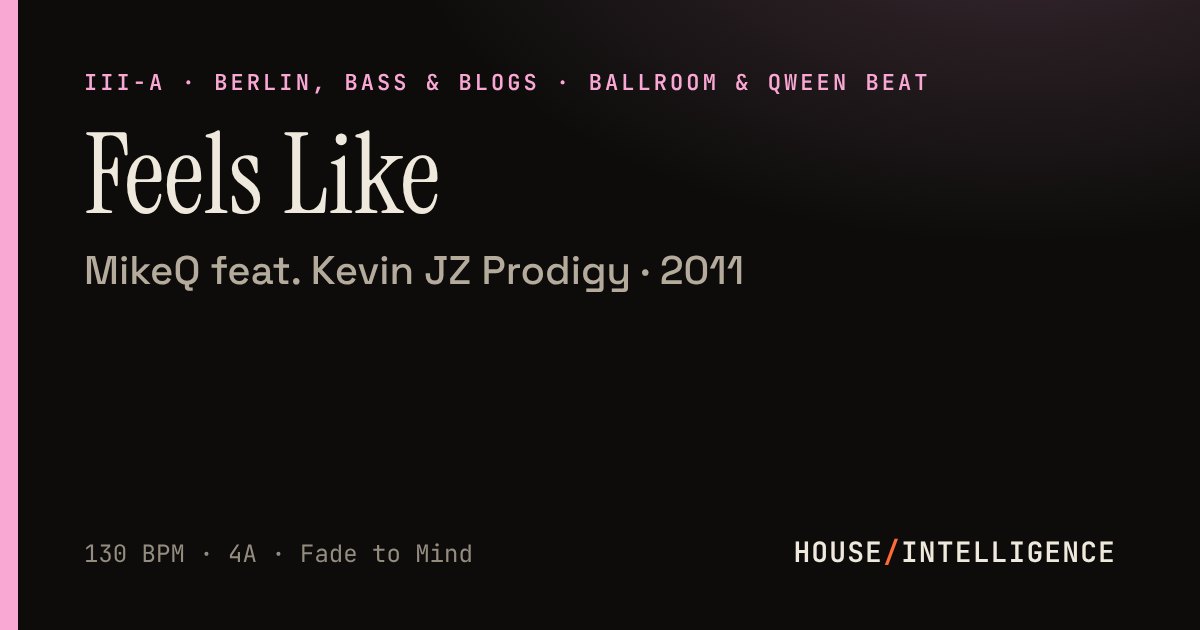 III-A · BERLIN, BASS & BLOGS · BALLROOM & QWEEN BEAT
Feels Like
MikeQ feat. Kevin JZ Prodigy · 2011
130 BPM · 4A · Fade to Mind
HOUSE/INTELLIGENCE